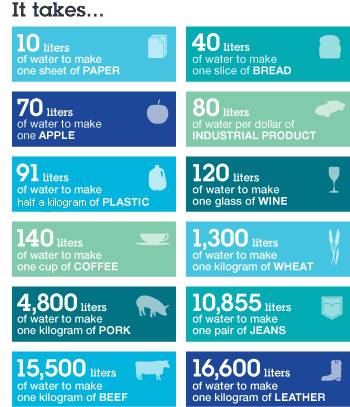 It takes...
10 liters
of water to make
one sheet of PAPER
40 liters
of water to make
one slice of BREAD
70 liters
of water to make
one APPLE
80 liters
of water per dollar of
INDUSTRIAL PRODUCT
91 liters
of water to make
half a kilogram of PLASTIC
120 liters
of water to make
one glass of WINE
140 liters
of water to make
one cup of COFFEE
1,300 liters
of water to make
one kilogram of WHEAT
4,800 liters
of water to make
one kilogram of PORK
10,855 liters
of water to make
one pair of JEANS
15,500 liters
of water to make
one kilogram of BEEF
16,600 liters
of water to make
one kilogram of LEATHER